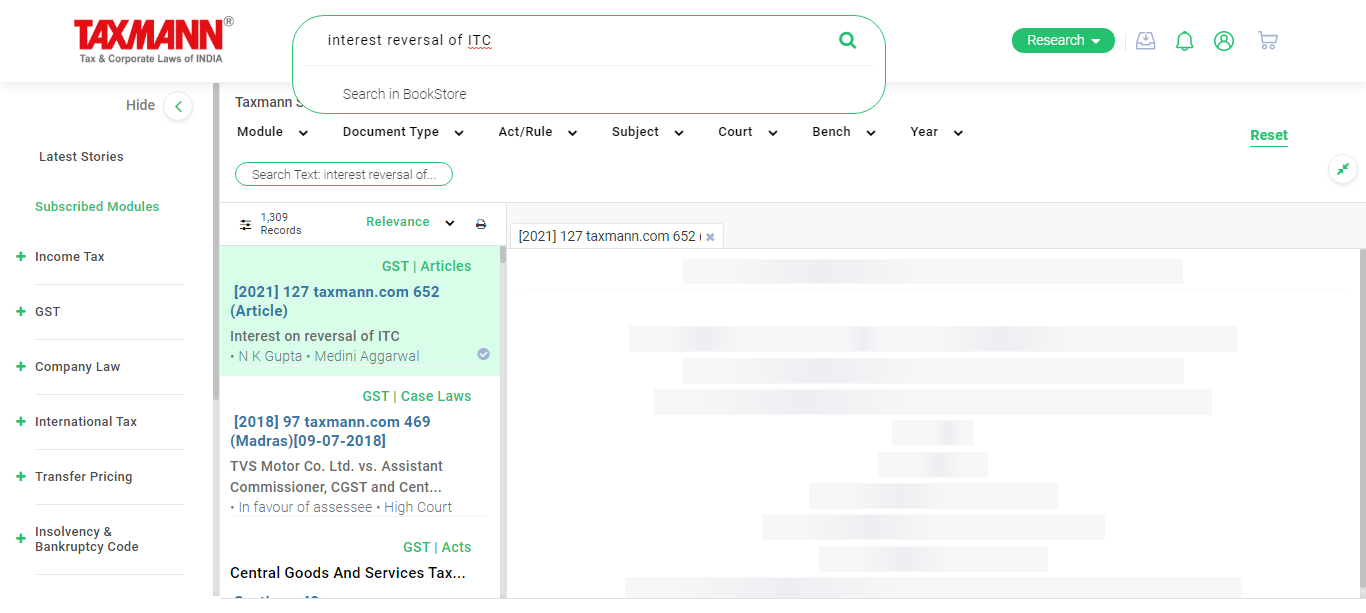 TAXMANN®
Tax & Corporate Laws of INDIA
interest reversal of ITC
Search in BookStore
Research
Hide
Latest Stories
Subscribed Modules
Income Tax
GST
Company Law
International Tax
Transfer Pricing
Insolvency &
Bankruptcy Code
Taxmann S
Module
Document Type
Act/Rule
Subject
Court
Bench
Year
Reset
Search Text: interest reversal of...
1,309
Records
Relevance
[2021] 127 taxmann.com 652 (
GST | Articles
[2021] 127 taxmann.com 652
(Article)
Interest on reversal of ITC
• N K Gupta • Medini Aggarwal
GST | Case Laws
[2018] 97 taxmann.com 469
(Madras)[09-07-2018]
TVS Motor Co. Ltd. vs. Assistant
Commissioner, CGST and Cent...
• In favour of assessee • High Court
GST | Acts
Central Goods And Services Tax...